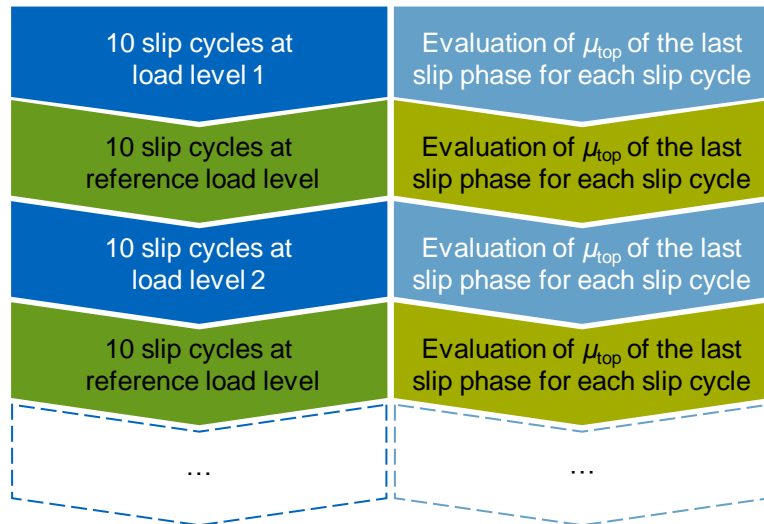 10 slip cycles at
load level 1
Evaluation of μtop of the last
slip phase for each slip cycle
10 slip cycles at
reference load level
Evaluation of μtop of the last
slip phase for each slip cycle
10 slip cycles at
load level 2
Evaluation of μtop of the last
slip phase for each slip cycle
10 slip cycles at
reference load level
Evaluation of μtop of the last
slip phase for each slip cycle
...
...